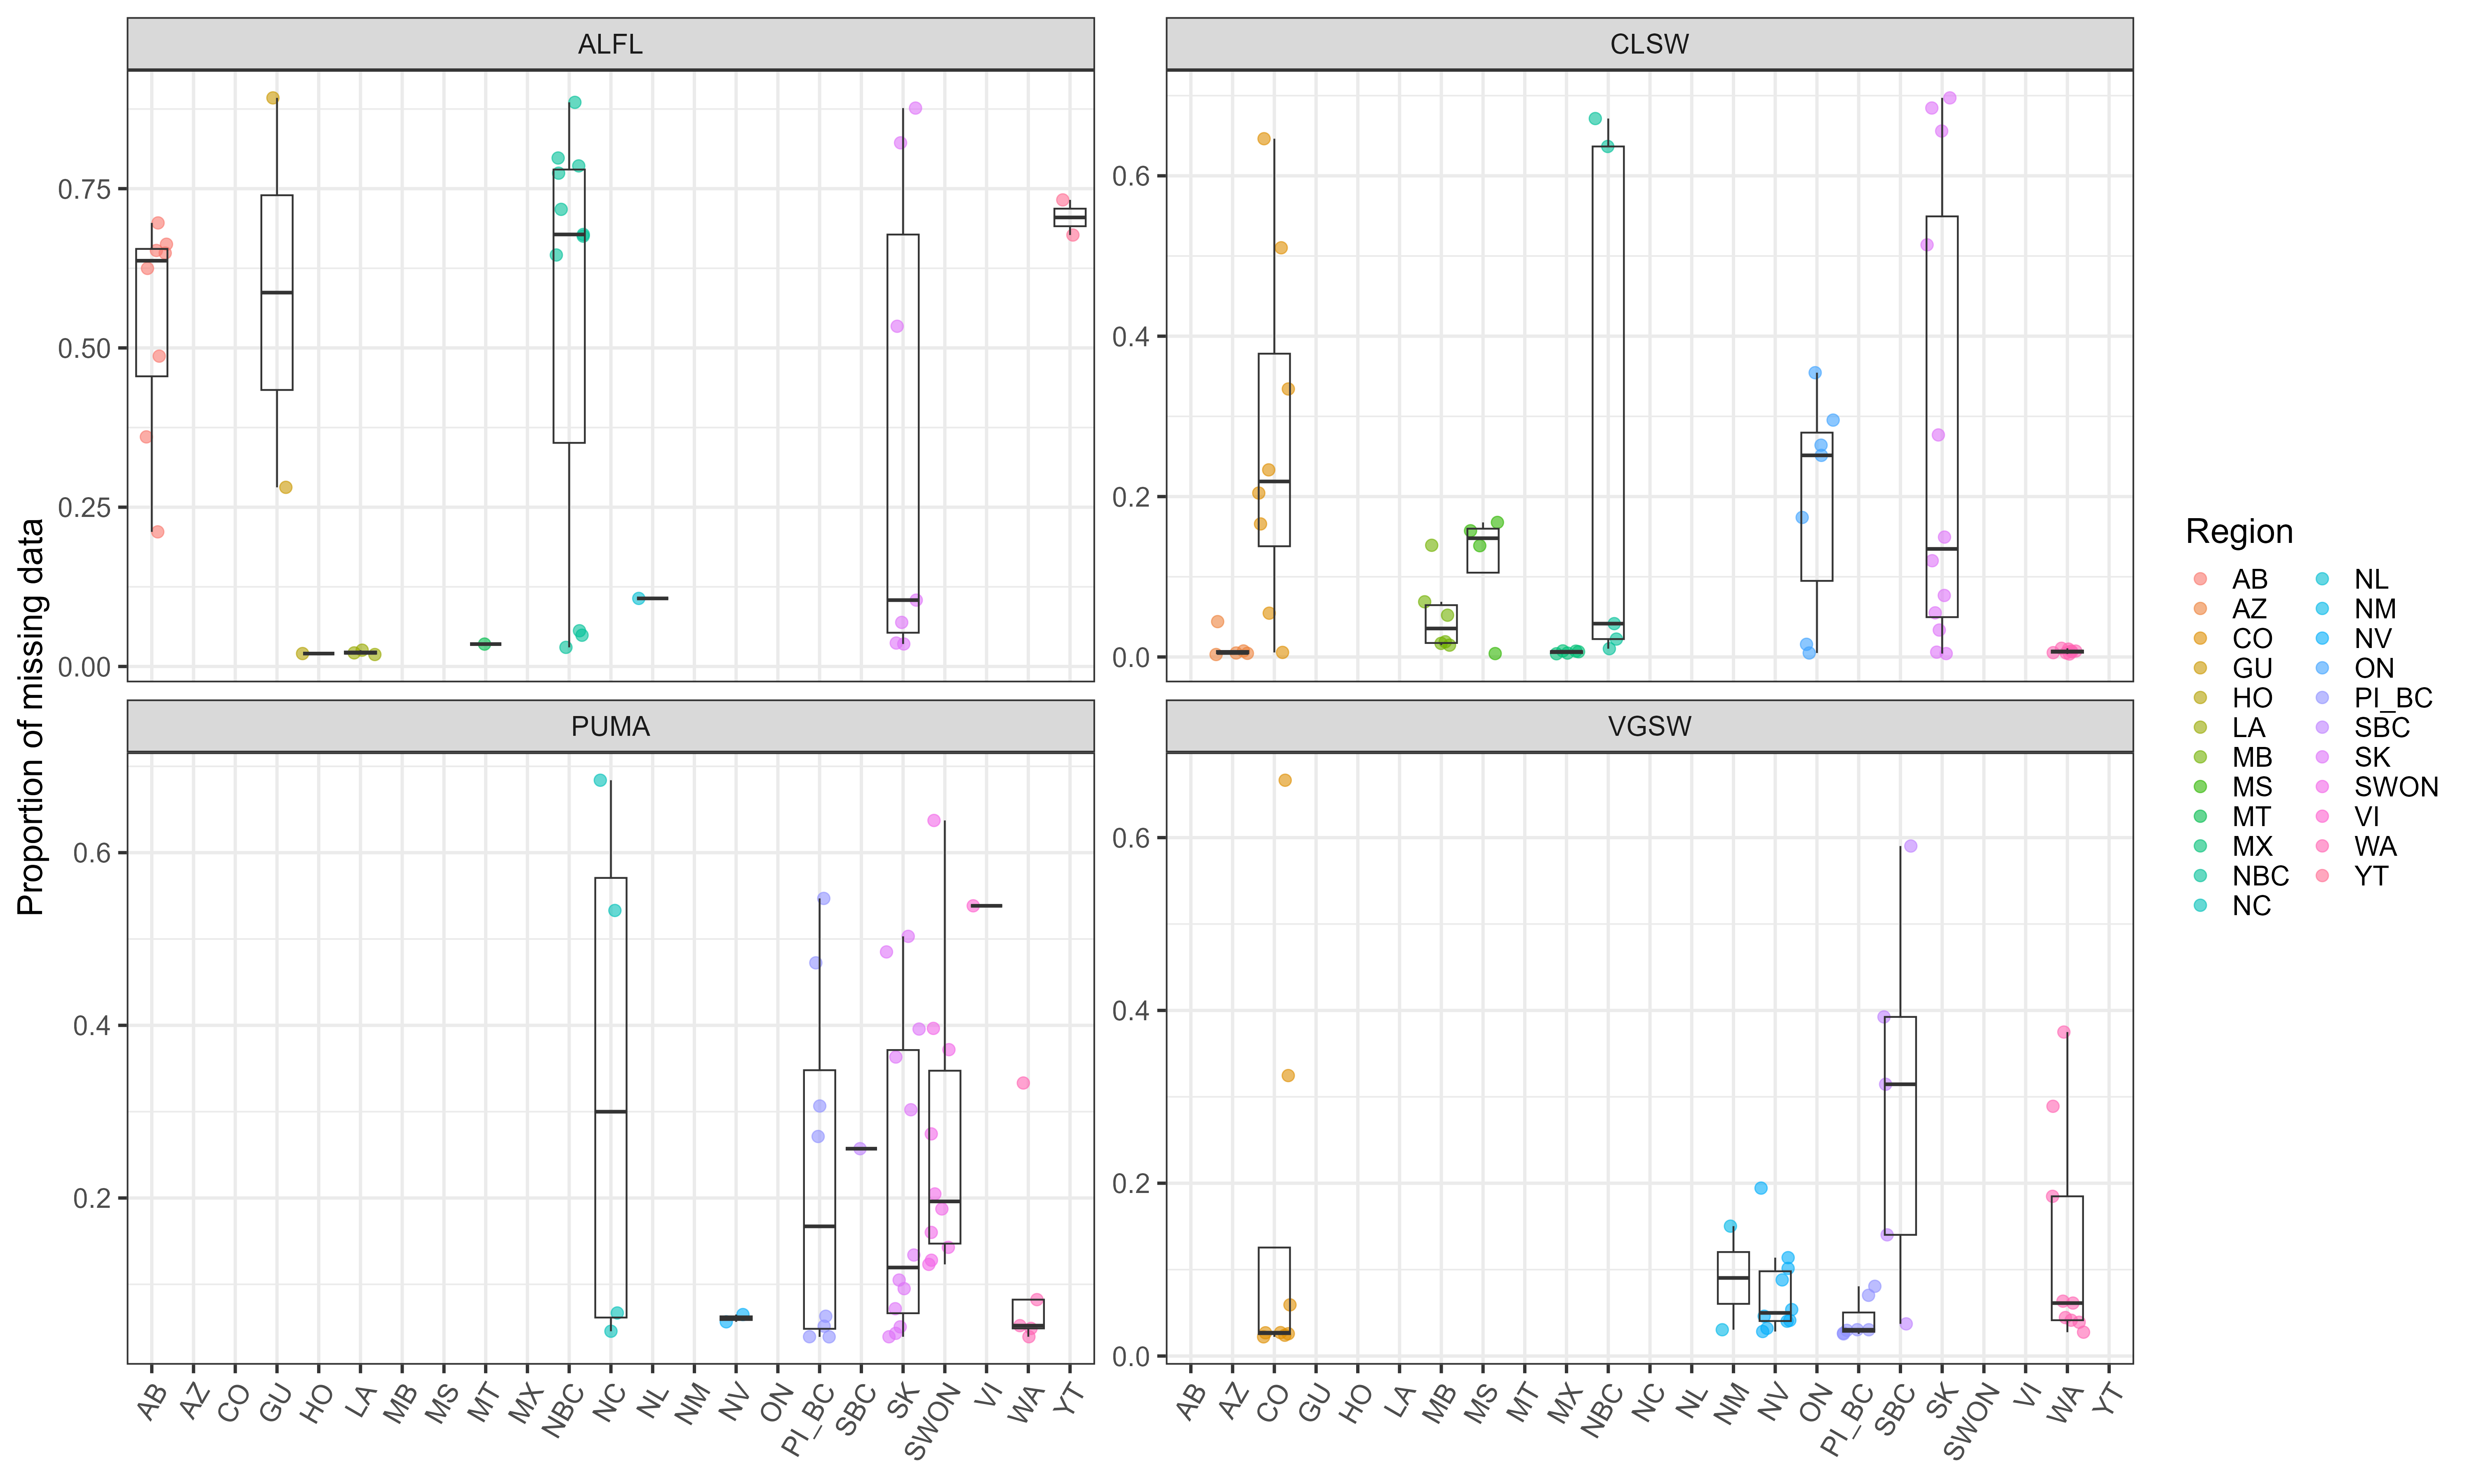 ALFL
CLSW
0.75
0.50
0.25
0.00
0.6
0.4
0.2
0.0
PUMA
VGSW
0.6
0.4
0.2
0.6
0.4
0.2
0.0
Proportion of missing data
AB AZ CO GU HO LA MB MS MT MX NBC NC NL NM NV ON PI_BC SBC SK SWON VI WA YT
AB AZ CO GU HO LA MB MS MT MX NBC NC NL NM NV ON PI_BC SBC SK SWON VI WA YT
Region
AB NL
AZ NM
CO NV
GU ON
HO PI_BC
LA SBC
MB SK
MS SWON
MT VI
MX WA
NBC YT
NC